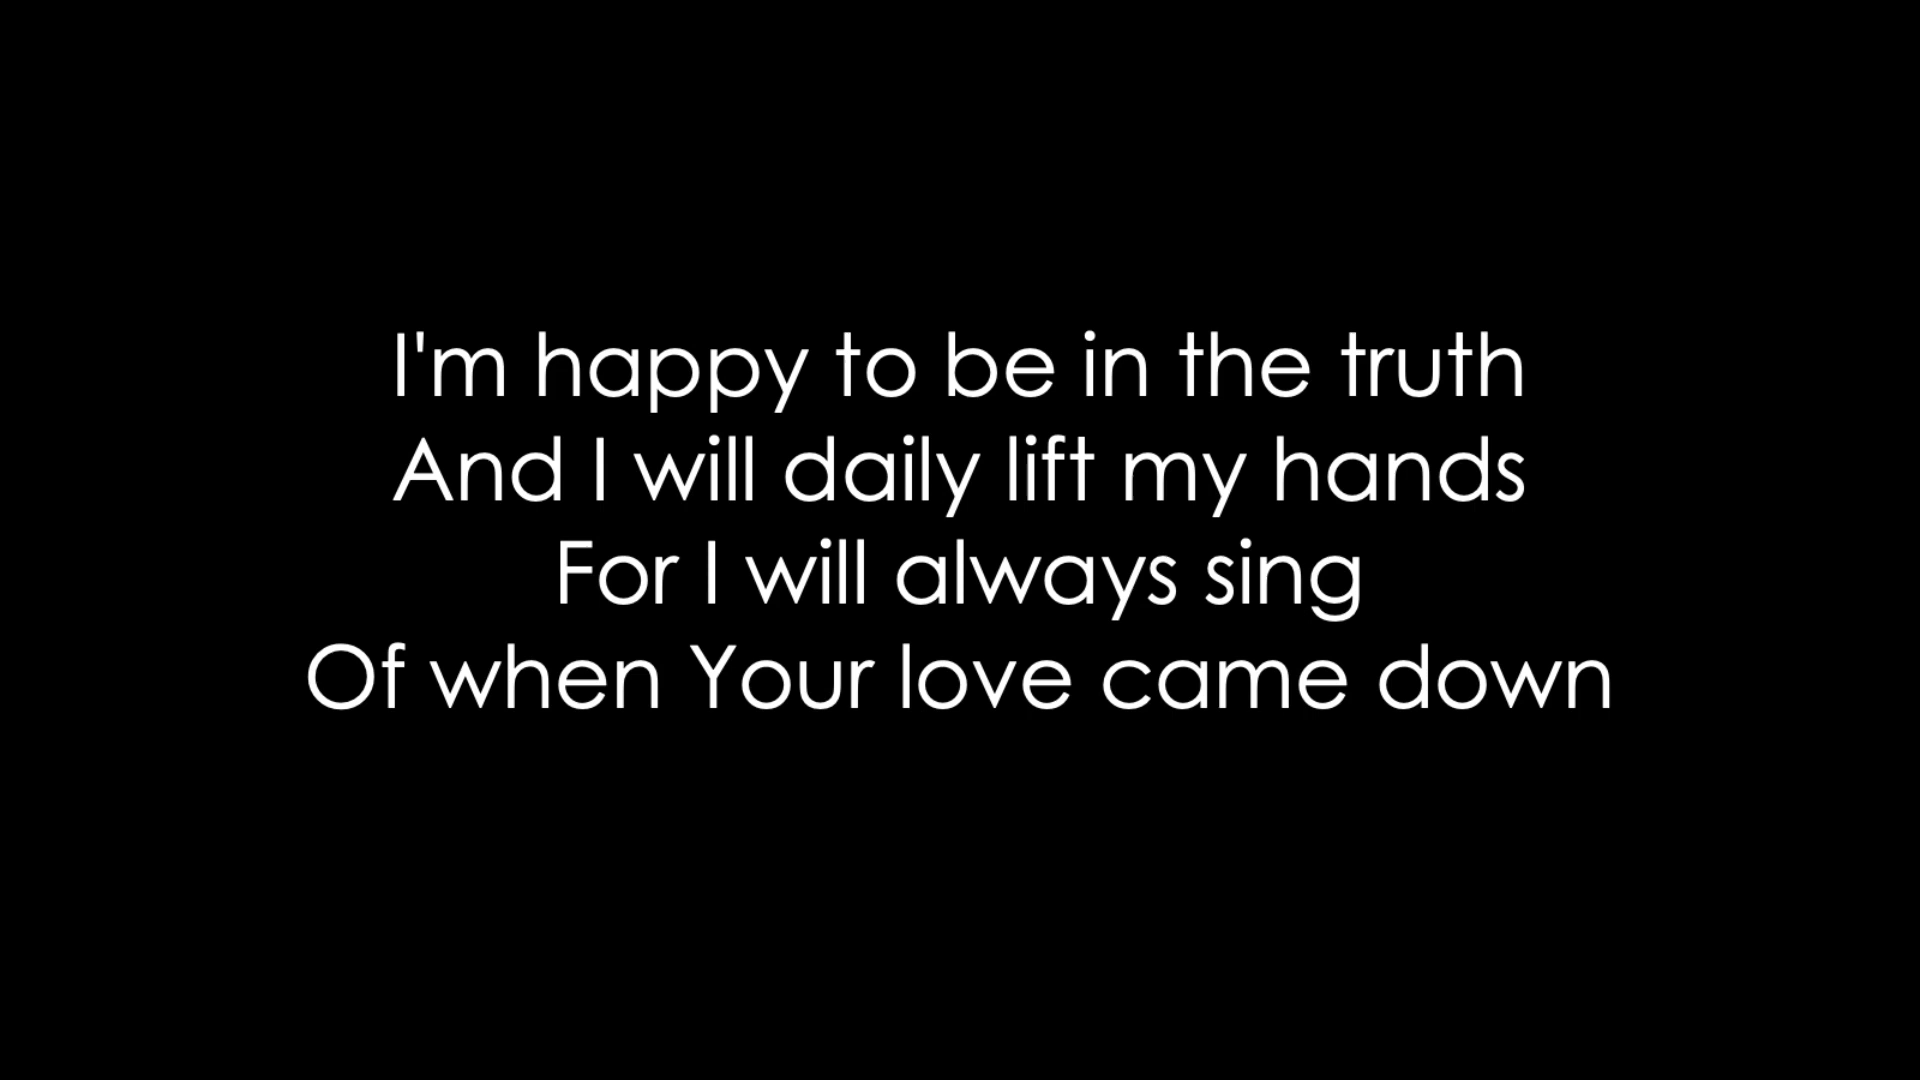 I'm happy to be in the truth
And I will daily lift my hands
For I will always sing
Of when Your love came down